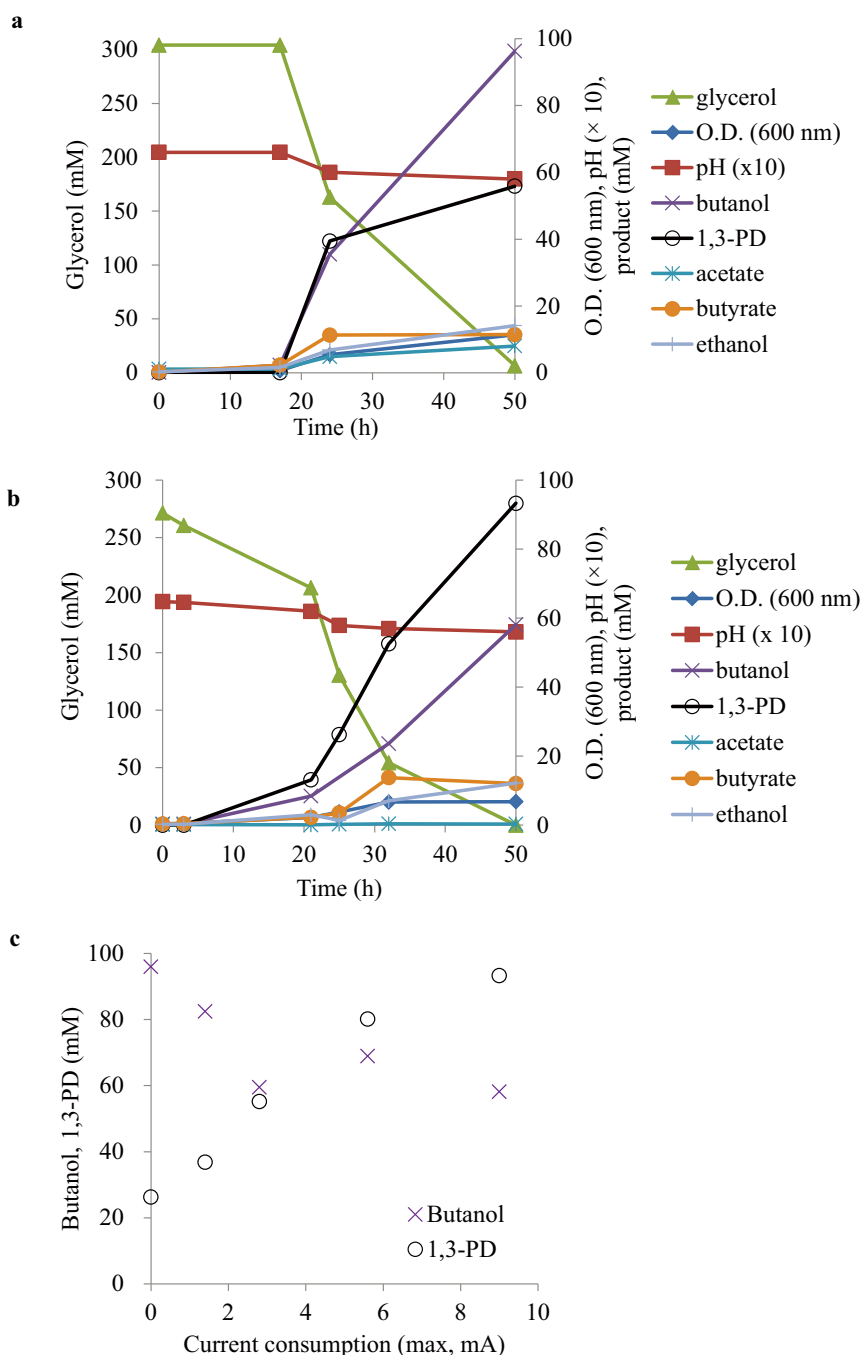 a
Glycerol (mM)
300
250
200
150
100
50
0
100
80
60
40
20
0
O.D. (600 nm), pH (× 10),
product (mM)
0
10
20
30
40
50
Time (h)
glycerol
O.D. (600 nm)
pH (x10)
butanol
1,3-PD
acetate
butyrate
ethanol
b
Glycerol (mM)
300
250
200
150
100
50
0
100
80
60
40
20
0
O.D. (600 nm), pH (×10),
product (mM)
0
10
20
30
40
50
Time (h)
glycerol
O.D. (600 nm)
pH (x 10)
butanol
1,3-PD
acetate
butyrate
ethanol
c
Butanol, 1,3-PD (mM)
100
80
60
40
20
0
Butanol
1,3-PD
0
2
4
6
8
10
Current consumption (max, mA)